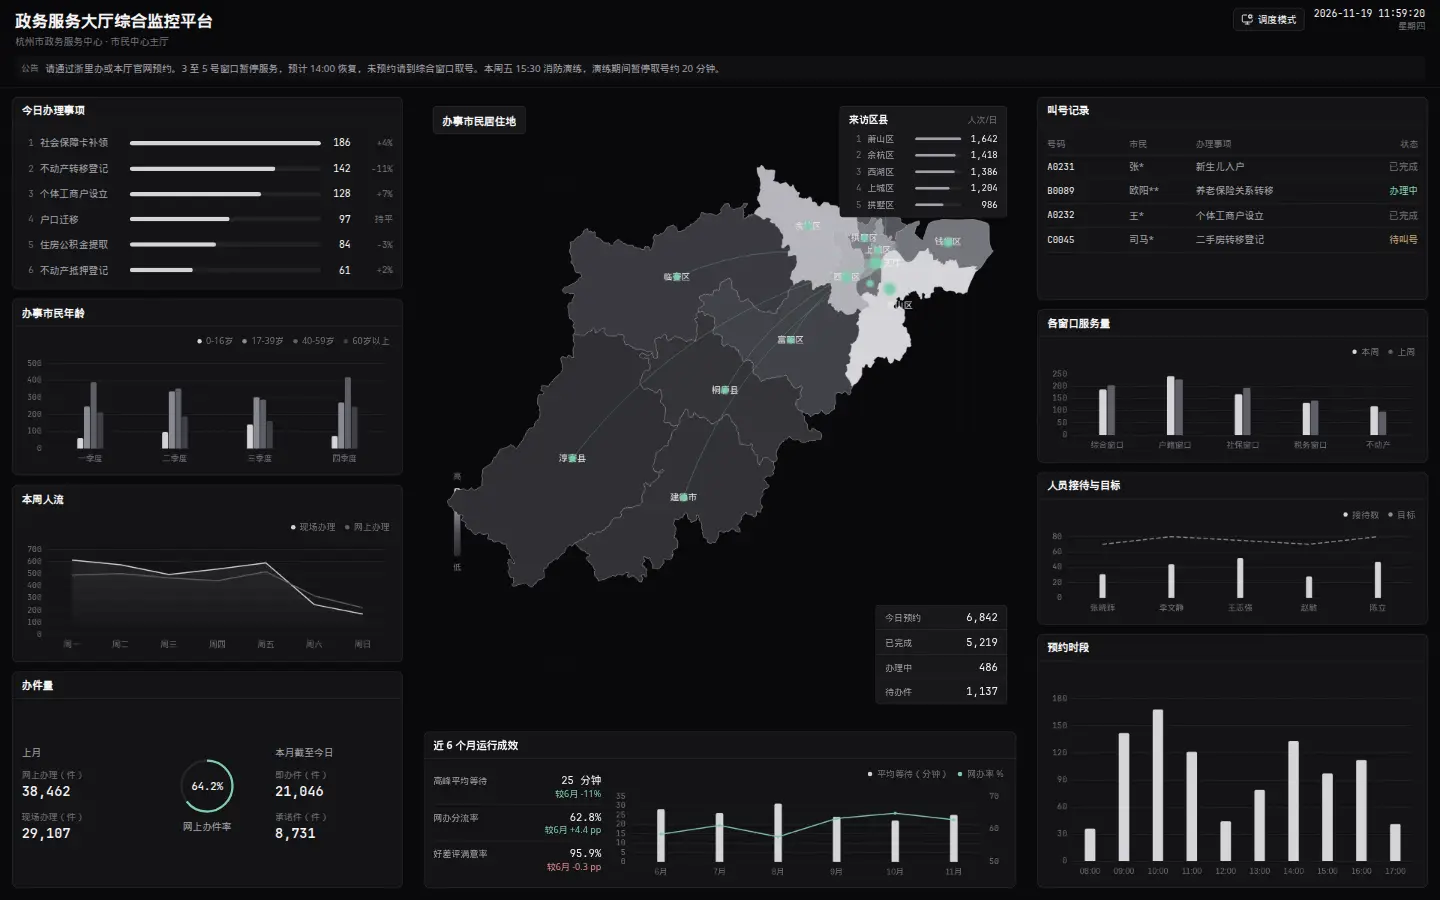 政务服务大厅综合监控平台
杭州市政务服务中心 · 市民中心主厅
调度模式
2026-11-19 11:59:20
星期四
公告 请通过浙里办或本厅官网预约。3 至 5 号窗口暂停服务，预计 14:00 恢复，未预约请到综合窗口取号。本周五 15:30 消防演练，演练期间暂停取号约 20 分钟。
今日办理事项
1 社会保障卡补领 186 +4%
2 不动产转移登记 142 -11%
3 个体工商户设立 128 +7%
4 户口迁移 97 持平
5 住房公积金提取 84 -3%
6 不动产抵押登记 61 +2%
办事市民年龄
0-16岁 17-39岁 40-59岁 60岁以上
500
400
300
200
100
0
一季度 二季度 三季度 四季度
本周人流
现场办理 网上办理
700
600
500
400
300
200
100
0
周一 周二 周三 周四 周五 周六 周日
办件量
上月
网上办理（件）
38,462
现场办理（件）
29,107
64.2%
网上办件率
本月截至今日
即办件（件）
21,046
承诺件（件）
8,731
办事市民居住地
来访区县 人次/日
1 萧山区 1,642
2 余杭区 1,418
3 西湖区 1,386
4 上城区 1,204
5 拱墅区 986
钱塘区
上城区
临安区
富阳区
桐庐县
淳安县
建德市
高
低
今日预约 6,842
已完成 5,219
办理中 486
待办件 1,137
近 6 个月运行成效
高峰平均等待 25 分钟
较6月 -11%
网办分流率 62.8%
较6月 +4.4 pp
好差评满意率 95.9%
较6月 -0.3 pp
平均等待（分钟） 网办率 %
35
30
25
20
15
10
5
0
70
60
50
6月 7月 8月 9月 10月 11月
叫号记录
号码 市民 办理事项 状态
A0231 张* 新生儿入户 已完成
B0089 欧阳** 养老保险关系转移 办理中
A0232 王* 个体工商户设立 已完成
C0045 司马* 二手房转移登记 待叫号
各窗口服务量
本周 上周
250
200
150
100
50
0
综合窗口 户籍窗口 社保窗口 税务窗口 不动产
人员接待与目标
接待数 目标
80
60
40
20
0
张晓辉 李文静 王志强 赵敏 陈立
预约时段
180
150
120
90
60
30
0
08:00 09:00 10:00 11:00 12:00 13:00 14:00 15:00 16:00 17:00